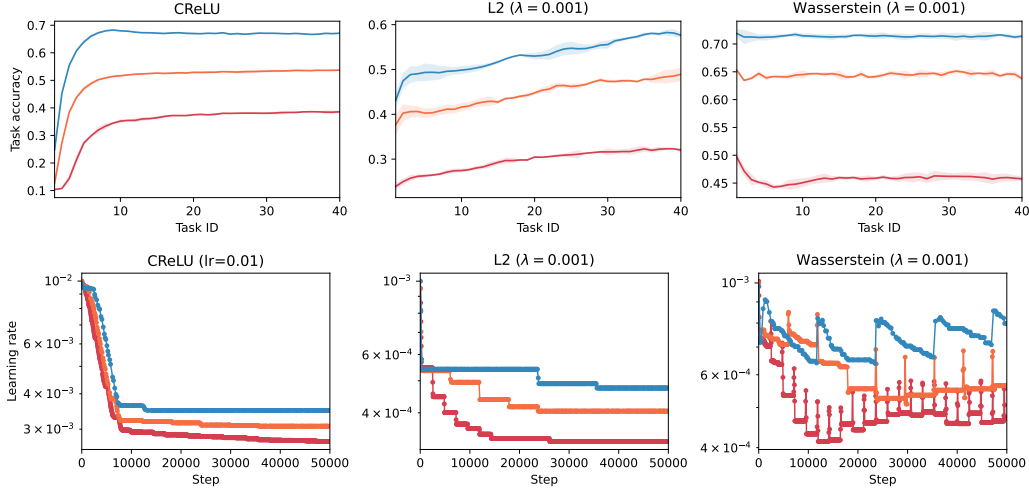 CReLU
L2 (λ = 0.001)
Wasserstein (λ = 0.001)
Task accuracy
0.7
0.6
0.5
0.4
0.3
0.2
0.1
10
20
30
40
Task ID
0.6
0.5
0.4
0.3
10
20
30
40
Task ID
0.70
0.65
0.60
0.55
0.50
0.45
10
20
30
40
Task ID
CReLU (lr=0.01)
L2 (λ = 0.001)
Wasserstein (λ = 0.001)
Learning rate
10⁻²
6 × 10⁻³
4 × 10⁻³
3 × 10⁻³
0
10000
20000
30000
40000
50000
Step
10⁻³
6 × 10⁻⁴
4 × 10⁻⁴
0
10000
20000
30000
40000
50000
Step
10⁻³
6 × 10⁻⁴
4 × 10⁻⁴
0
10000
20000
30000
40000
50000
Step